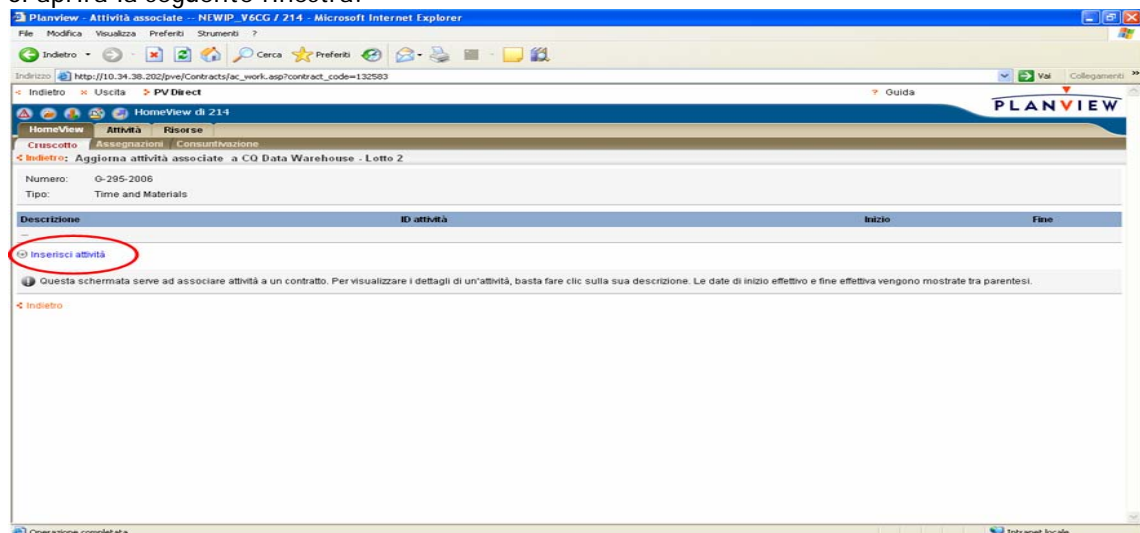 si aprirà la seguente finestra:
Planview - Attività associate -- NEWIP_V6CG / 214 - Microsoft Internet Explorer
File Modifica Visualizza Preferiti Strumenti ?
Indietro Cerca Preferiti
Indirizzo http://10.34.38.202/pve/Contracts/ac_work.asp?contract_code=132583 Vai Collegamenti »
< Indietro × Uscita PV Direct ? Guida
HomeView di 214 PLANVIEW
HomeView Attività Risorse
Cruscotto Assegnazioni Consuntivazione
Indietro: Aggiorna attività associate a CQ Data Warehouse - Lotto 2
Numero: G-295-2006
Tipo: Time and Materials
Descrizione ID attività Inizio Fine
--
Inserisci attività
Questa schermata serve ad associare attività a un contratto. Per visualizzare i dettagli di un'attività, basta fare clic sulla sua descrizione. Le date di inizio effettivo e fine effettiva vengono mostrate tra parentesi.
Indietro
Operazione completata Intranet locale